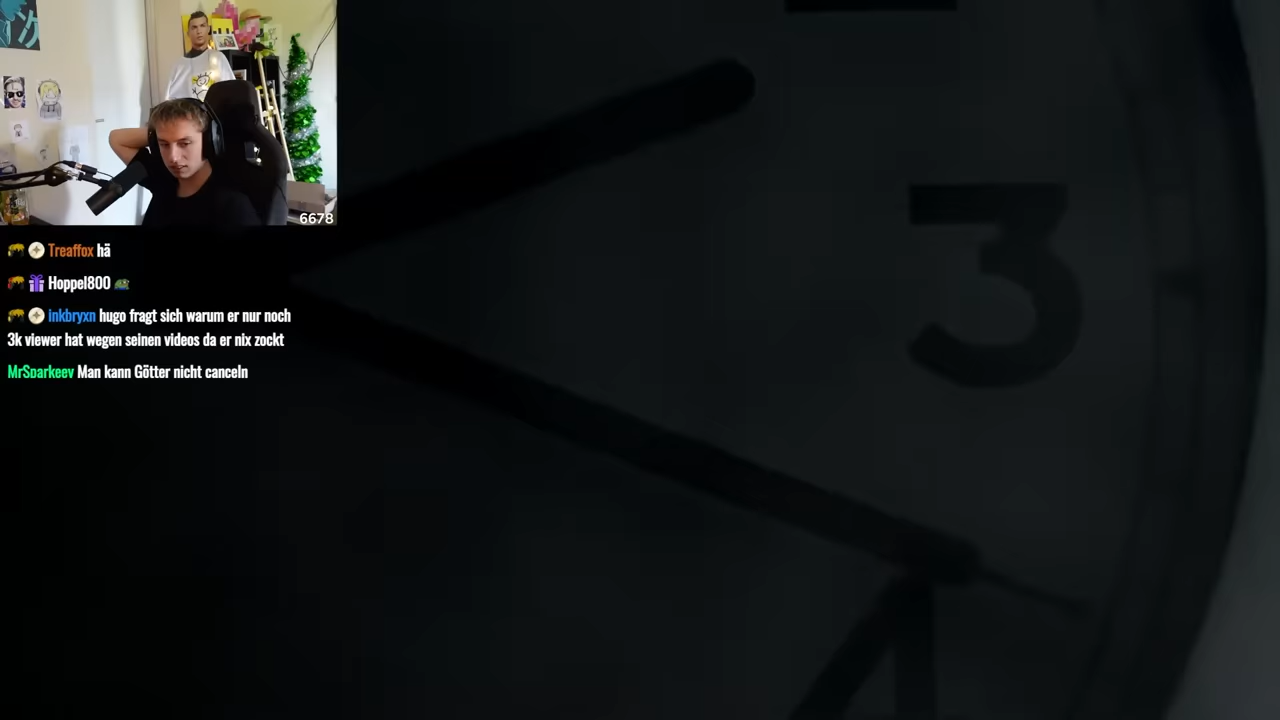 6678
Treaffox hä
Hoppel800
inkbryxn hugo fragt sich warum er nur noch
3k viewer hat wegen seinen videos da er nix zockt
MrSparkeev Man kann Götter nicht canceln
3
4